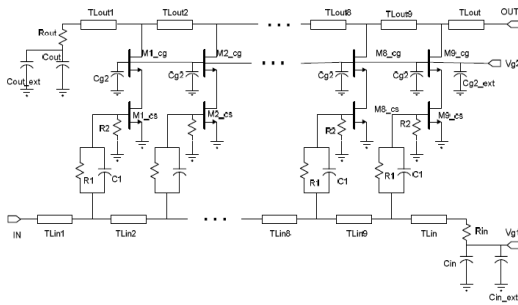 TLout1 TLout2 TLout8 TLout9 TLout OUT
Rout
M1_cg M2_cg M8_cg M9_cg
Cout
Cout_ext
Cg2 Cg2 Cg2 Cg2 Vg2
Cg2_ext
M1_cs M8_cs M9_cs
R2 R2 R2
R1 C1 R1 C1 R1 C1
IN TLin1 TLin2 TLin8 TLin9 TLin Rin Vg1
Cin
Cin_ext